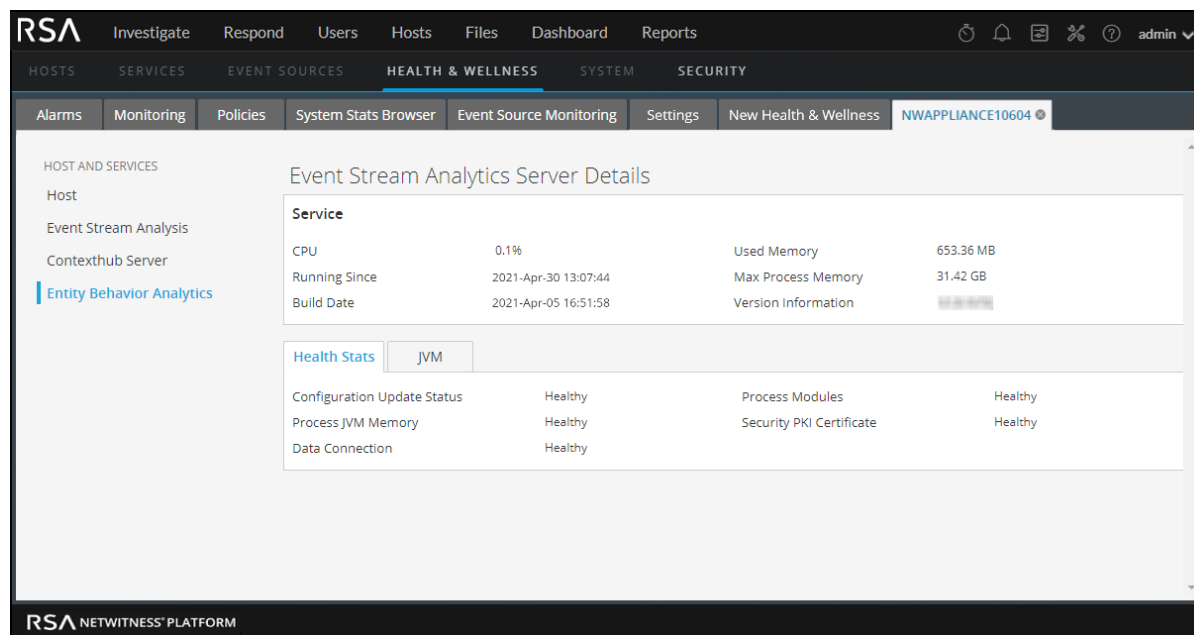 RSA Investigate Respond Users Hosts Files Dashboard Reports admin
HOSTS SERVICES EVENT SOURCES HEALTH & WELLNESS SYSTEM SECURITY
Alarms Monitoring Policies System Stats Browser Event Source Monitoring Settings New Health & Wellness NWAPPLIANCE10604
HOST AND SERVICES
Host
Event Stream Analysis
Contexthub Server
Entity Behavior Analytics
Event Stream Analytics Server Details
Service
CPU 0.1% Used Memory 653.36 MB
Running Since 2021-Apr-30 13:07:44 Max Process Memory 31.42 GB
Build Date 2021-Apr-05 16:51:58 Version Information
Health Stats JVM
Configuration Update Status Healthy Process Modules Healthy
Process JVM Memory Healthy Security PKI Certificate Healthy
Data Connection Healthy
RSA NETWITNESS® PLATFORM